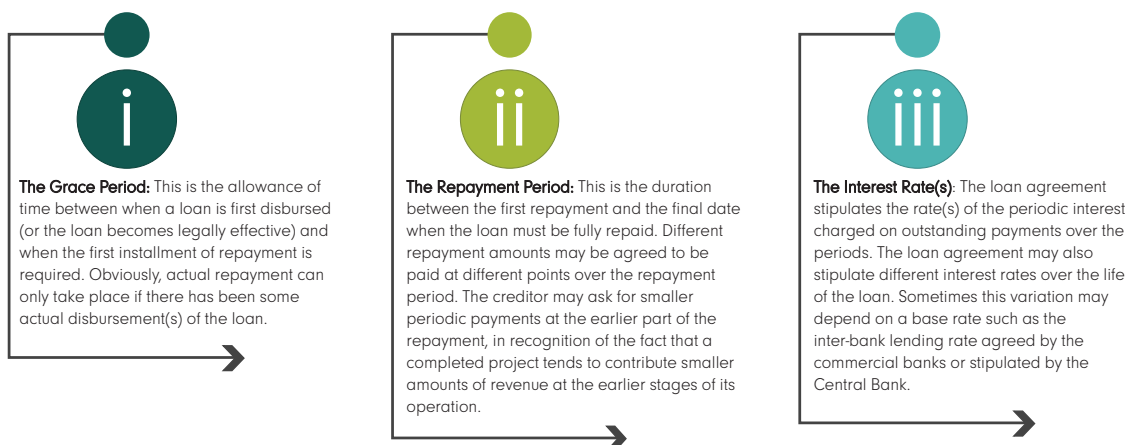 i
The Grace Period: This is the allowance of
time between when a loan is first disbursed
(or the loan becomes legally effective) and
when the first installment of repayment is
required. Obviously, actual repayment can
only take place if there has been some
actual disbursement(s) of the loan.
ii
The Repayment Period: This is the duration
between the first repayment and the final date
when the loan must be fully repaid. Different
repayment amounts may be agreed to be
paid at different points over the repayment
period. The creditor may ask for smaller
periodic payments at the earlier part of the
repayment, in recognition of the fact that a
completed project tends to contribute smaller
amounts of revenue at the earlier stages of its
operation.
iii
The Interest Rate(s): The loan agreement
stipulates the rate(s) of the periodic interest
charged on outstanding payments over the
periods. The loan agreement may also
stipulate different interest rates over the life
of the loan. Sometimes this variation may
depend on a base rate such as the
inter-bank lending rate agreed by the
commercial banks or stipulated by the
Central Bank.